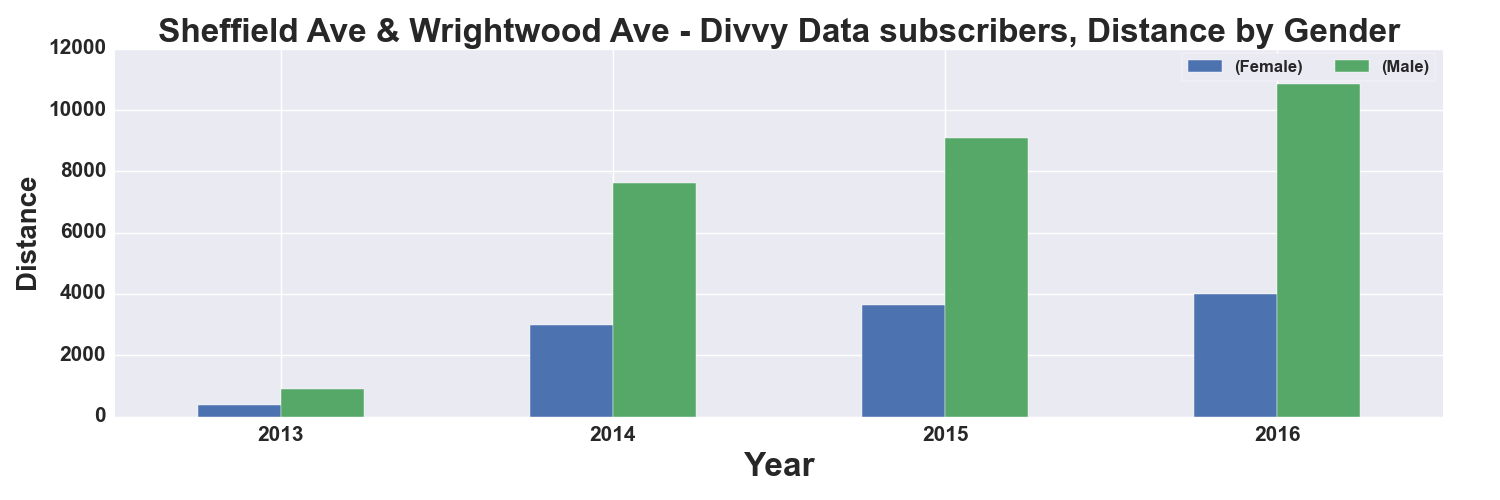 Sheffield Ave & Wrightwood Ave - Divvy Data subscribers, Distance by Gender
12000
(Female) (Male)
10000
8000
6000
4000
2000
0
Distance
2013 2014 2015 2016
Year